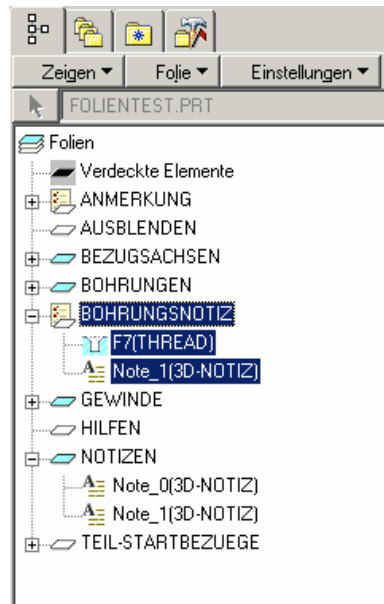 Zeigen Folie Einstellungen
FOLIENTEST.PRT
Folien
Verdeckte Elemente
ANMERKUNG
AUSBLENDEN
BEZUGSACHSEN
BOHRUNGEN
BOHRUNGSNOTIZ
F7(THREAD)
Note_1(3D-NOTIZ)
GEWINDE
HILFEN
NOTIZEN
Note_0(3D-NOTIZ)
Note_1(3D-NOTIZ)
TEIL-STARTBEZUEGE